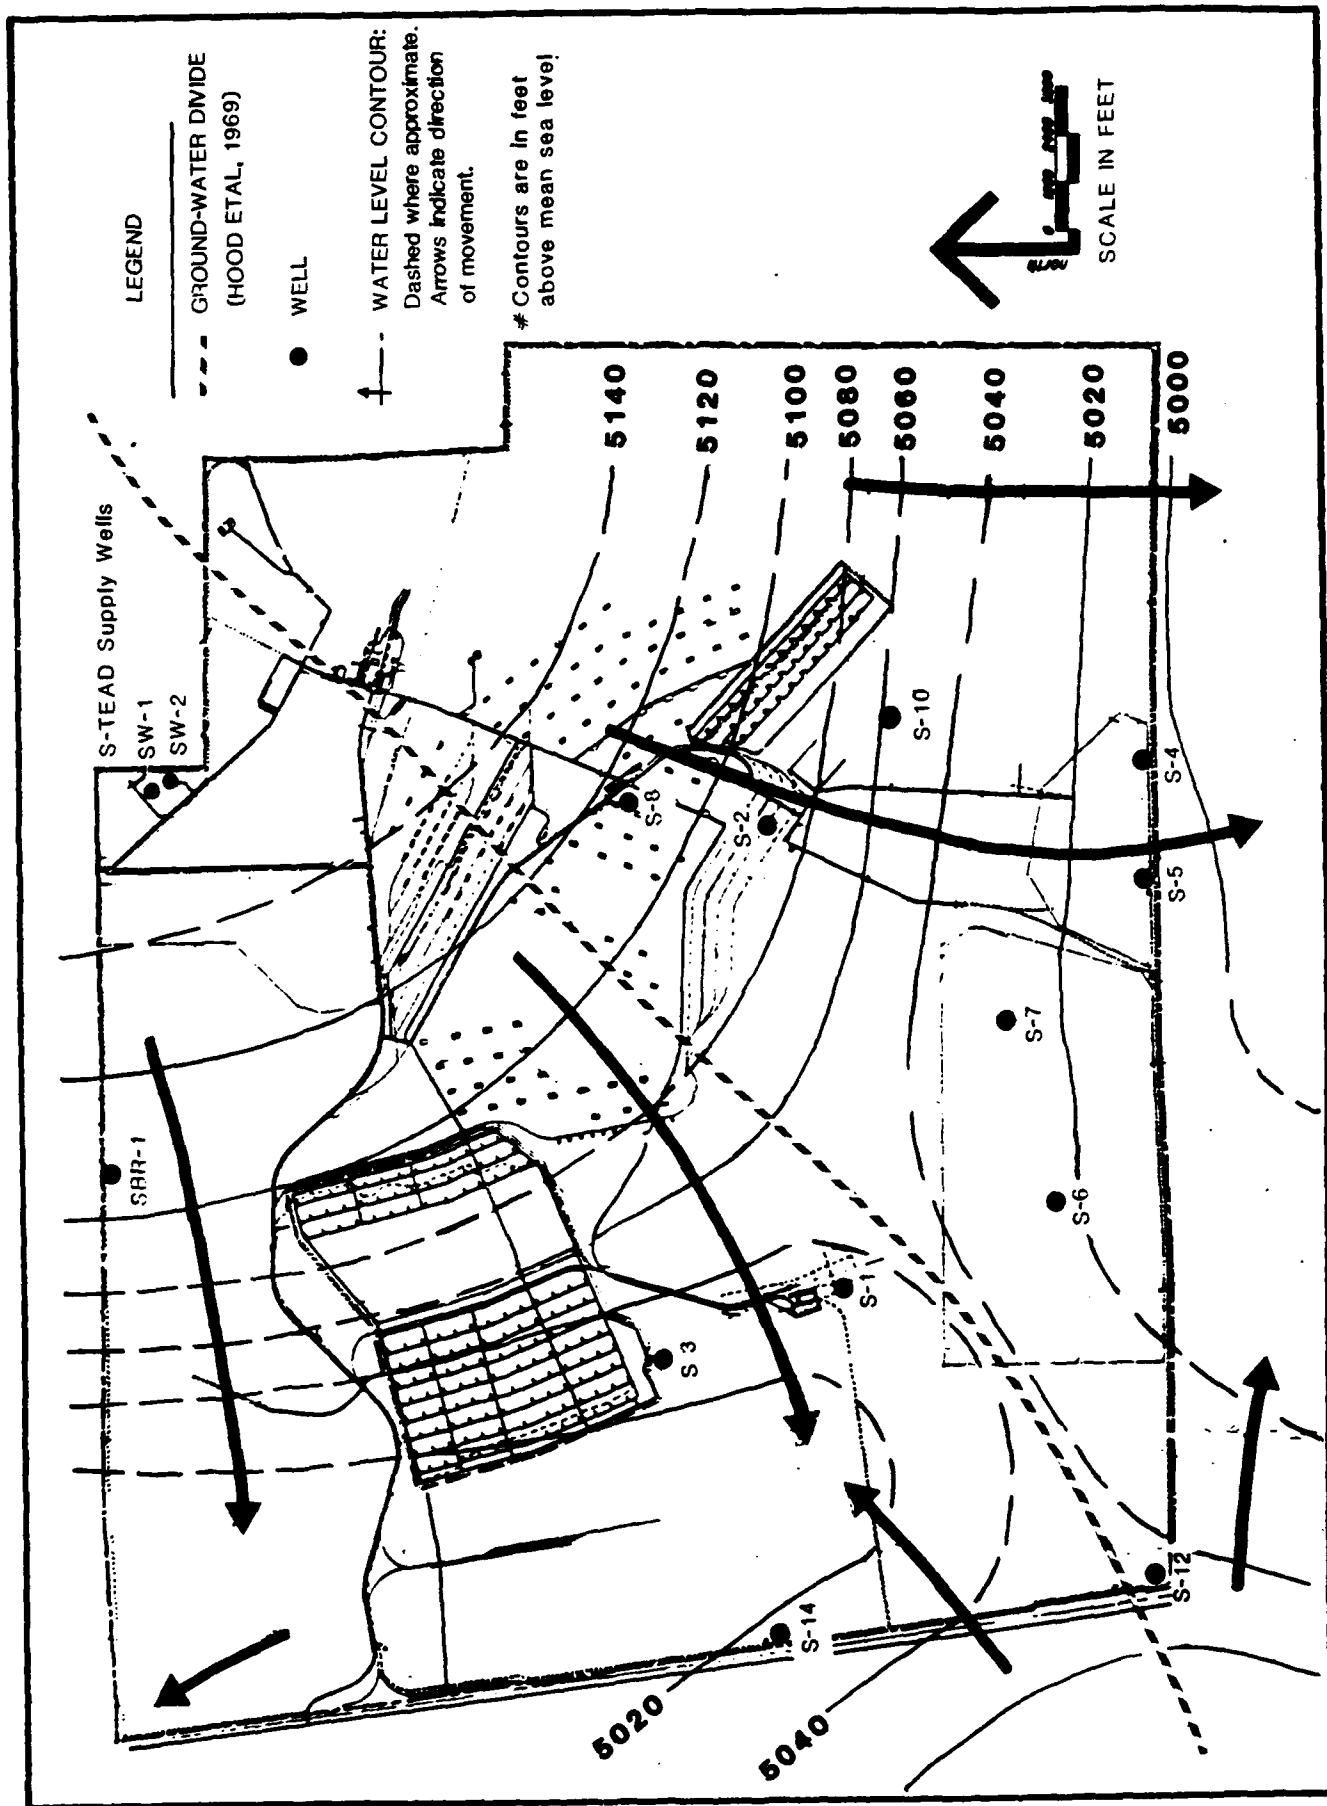 LEGEND
GROUND-WATER DIVIDE
(HOOD ETAL, 1969)
WELL
WATER LEVEL CONTOUR:
Dashed where approximate.
Arrows indicate direction
of movement.
# Contours are in feet
above mean sea level
S-TEAD Supply Wells
SW-1
SW-2
SBR-1
S-8
S-2
S-10
S-4
S-5
S-7
S-6
S-1
S 3
S-14
S-12
5140
5120
5100
5080
5060
5040
5020
5000
5020
5040
north
0
SCALE IN FEET